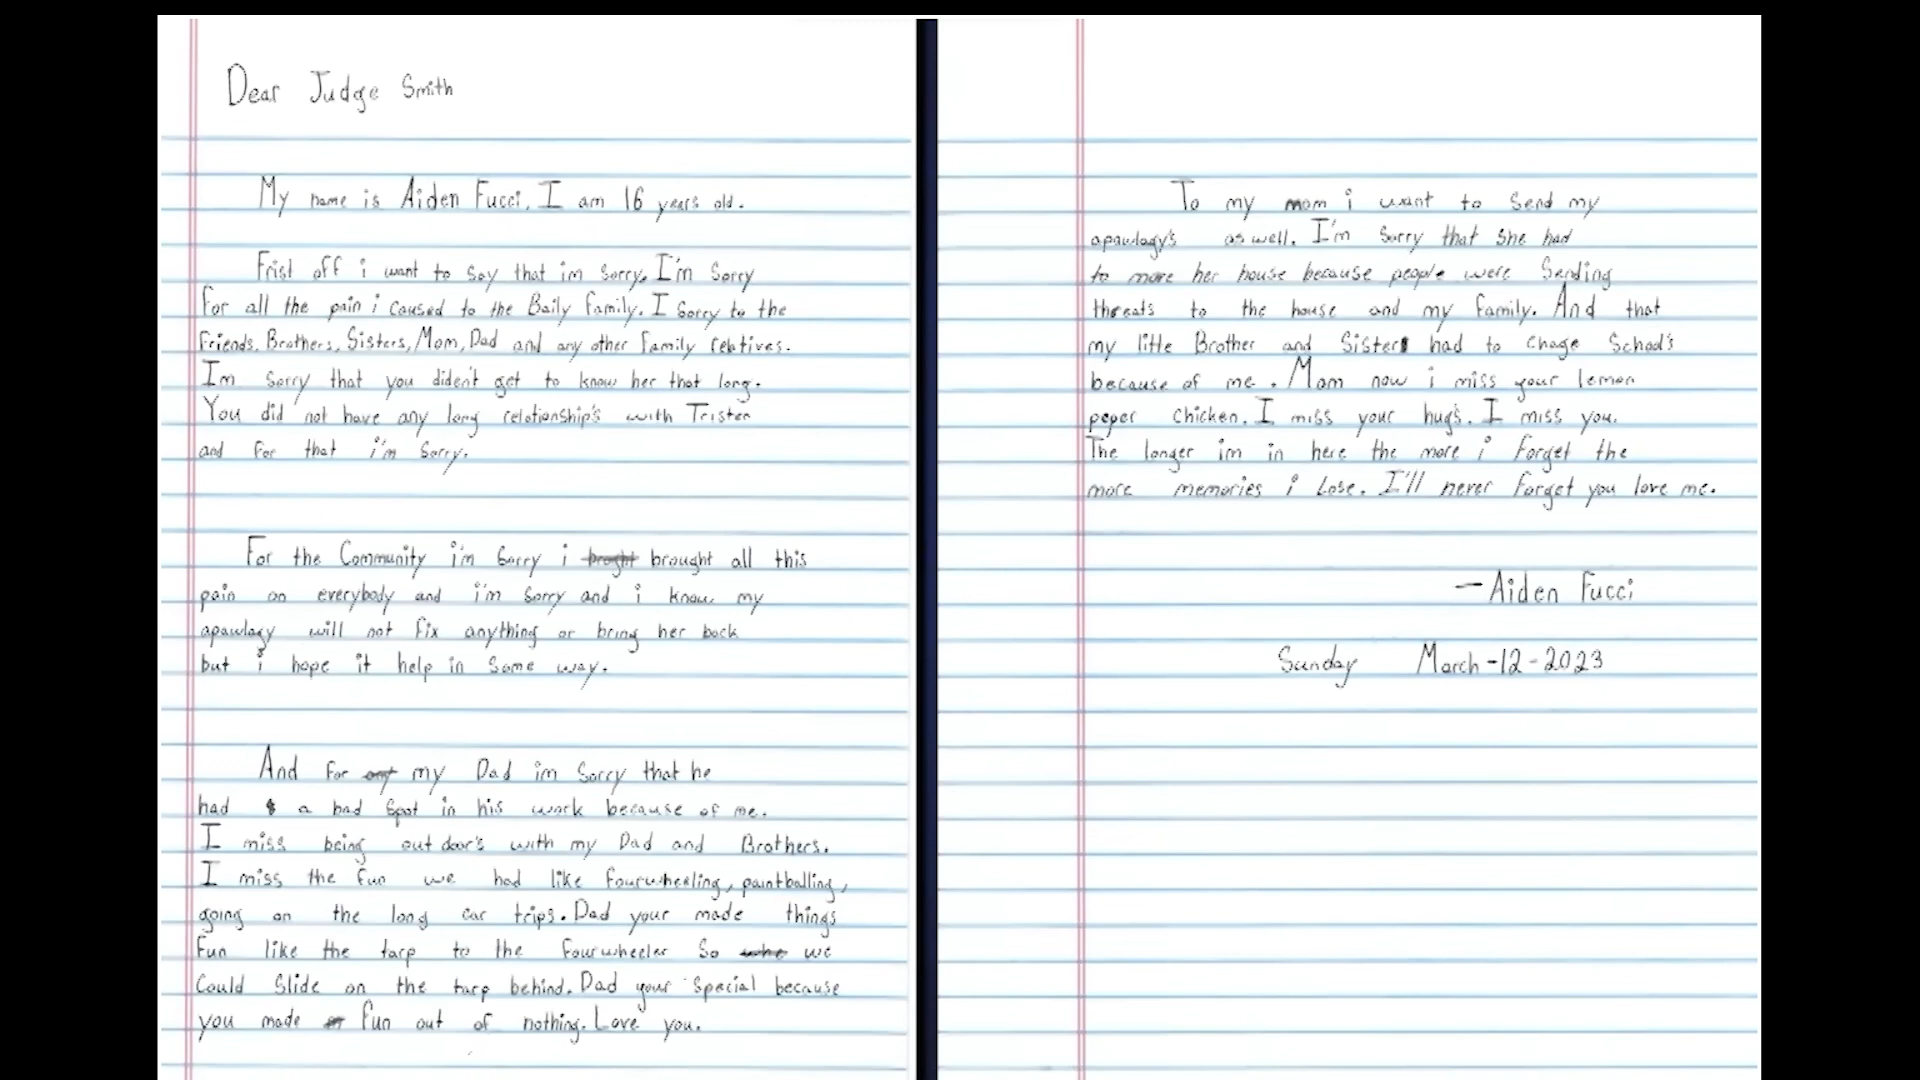 Dear Judge Smith
My name is Aiden Fucci. I am 16 years old.
Frist off i want to say that im sorry. I'm sorry
for all the pain i caused to the Baily family. I sorry to the
friends, Brothers, Sisters, Mom, Dad and any other family reltives.
Im sorry that you diden't get to know her that long.
You did not have any long relationship's with Tristen
and for that i'm sorry.
For the Community i'm sorry i brought all this
pain on everybody and i'm sorry and i know my
apawlagy will not fix anything or bring her back
but i hope it help in some way.
And for my Dad im sorry that he
had a bad spot in his work because of me.
I miss being out door's with my Dad and Brothers.
I miss the fun we had like fourwheeling, paintballing,
going on the long car trips. Dad your made things
fun like the tarp to the fourwheeler so we
could slide on the tarp behind. Dad your special because
you made fun out of nothing. Love you.
To my mom i want to send my
apawlagy's as well. I'm sorry that she had
to move her house because people were sending
threats to the house and my family. And that
my little Brother and Sister had to chage School's
because of me. Mom now i miss your lemon
peper chicken. I miss your hug's. I miss you.
The longer im in here the more i forget the
more memories i lose. I'll never forget you love me.
— Aiden Fucci
Sunday March-12-2023